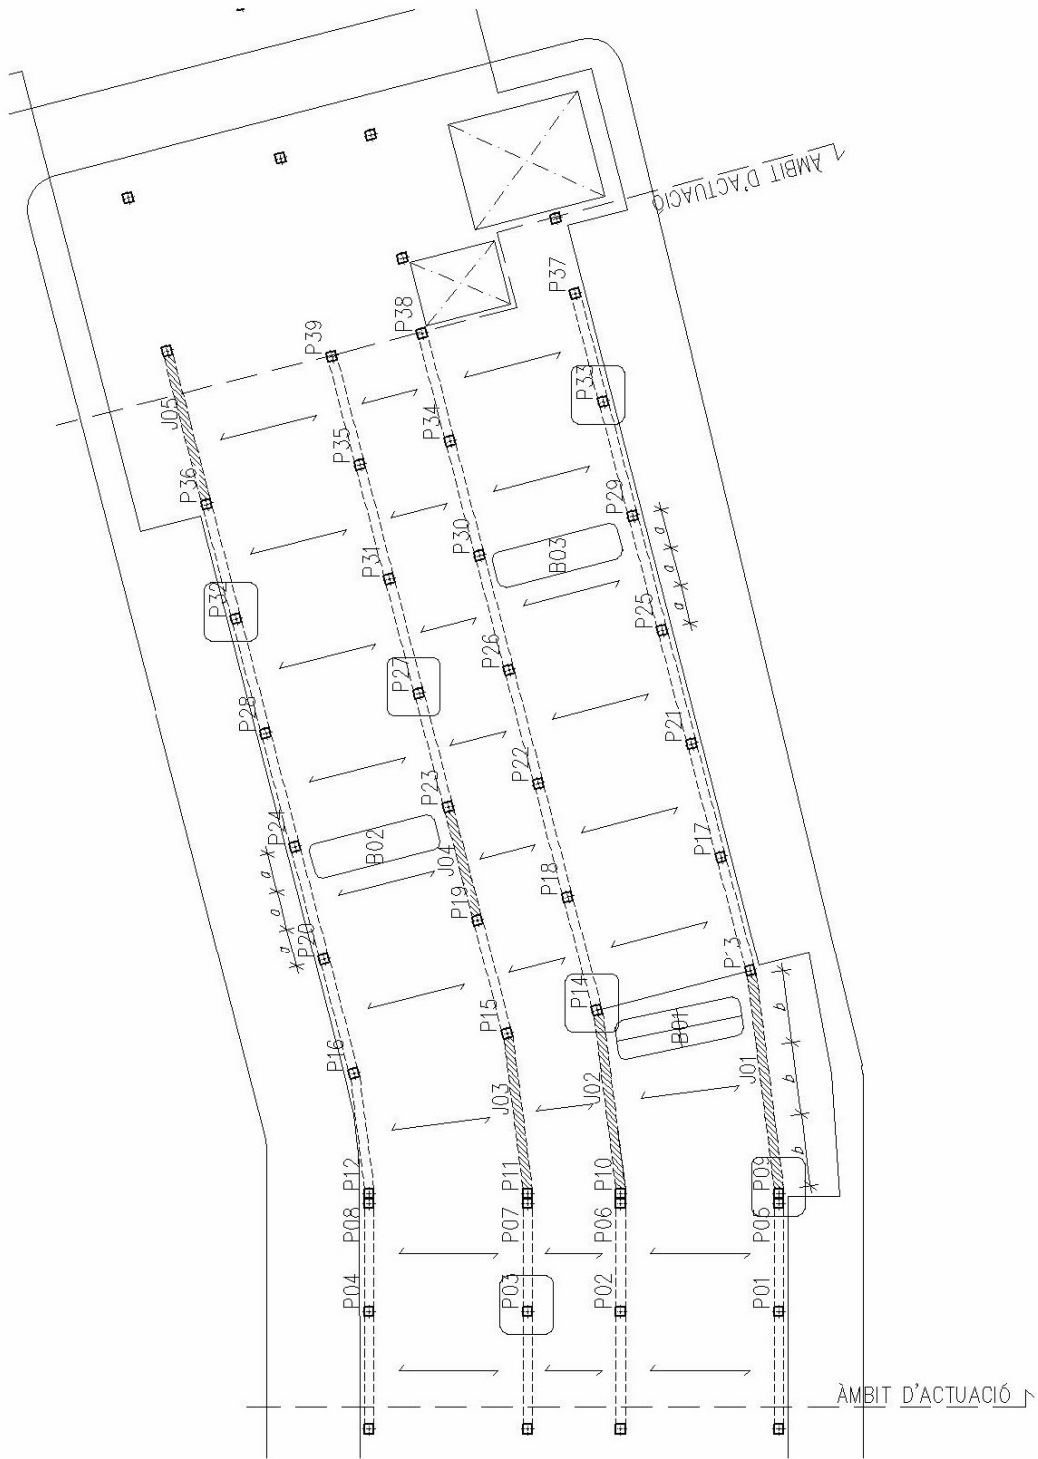 ÀMBIT D'ACTUACIÓ
P37
P38
P39
P33
J05
P34
P35
P36
P29
a
a
a
P30
B03
P31
P32
P25
P26
P27
P28
P21
P22
P23
P24
B02
J04
a
a
a
P17
P18
P19
P20
P'3
P14
B01
P15
P16
J01
J02
J03
b
b
b
P09
P10
P11
P12
P05
P06
P07
P08
P01
P02
P03
P04
ÀMBIT D'ACTUACIÓ